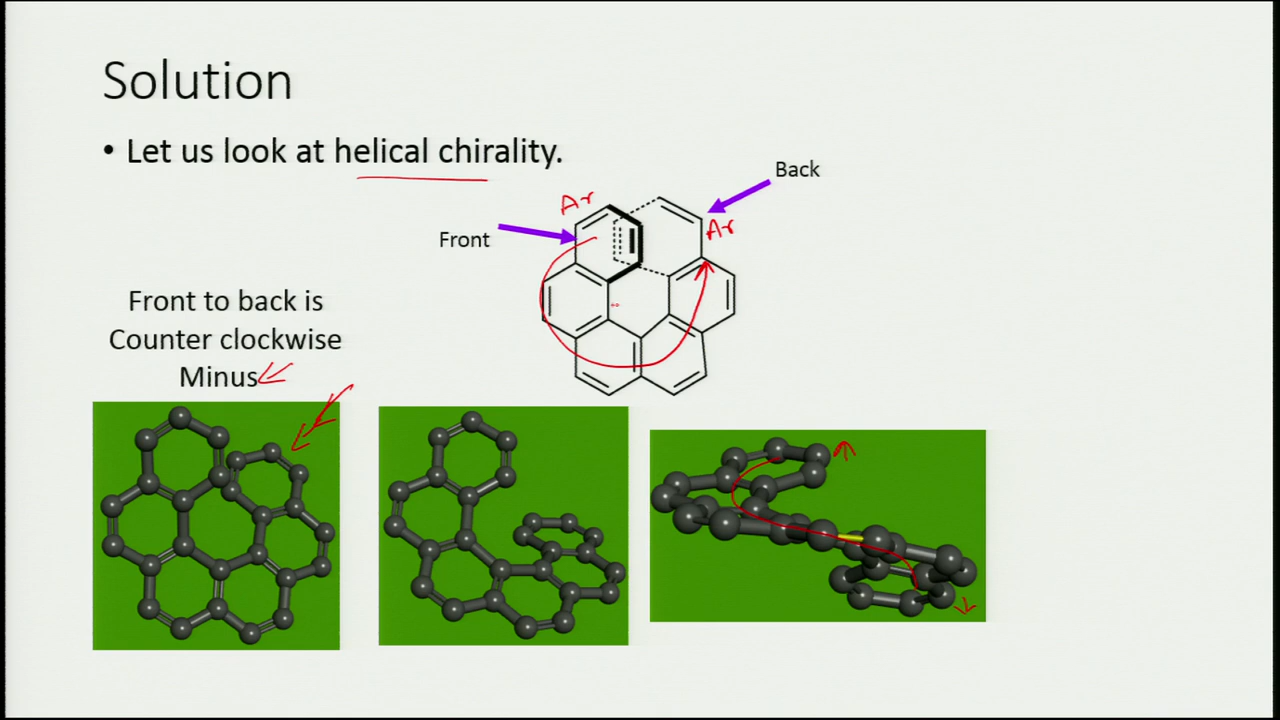 Solution
• Let us look at helical chirality.
Back
Ar
Ar
Front
Front to back is
Counter clockwise
Minus